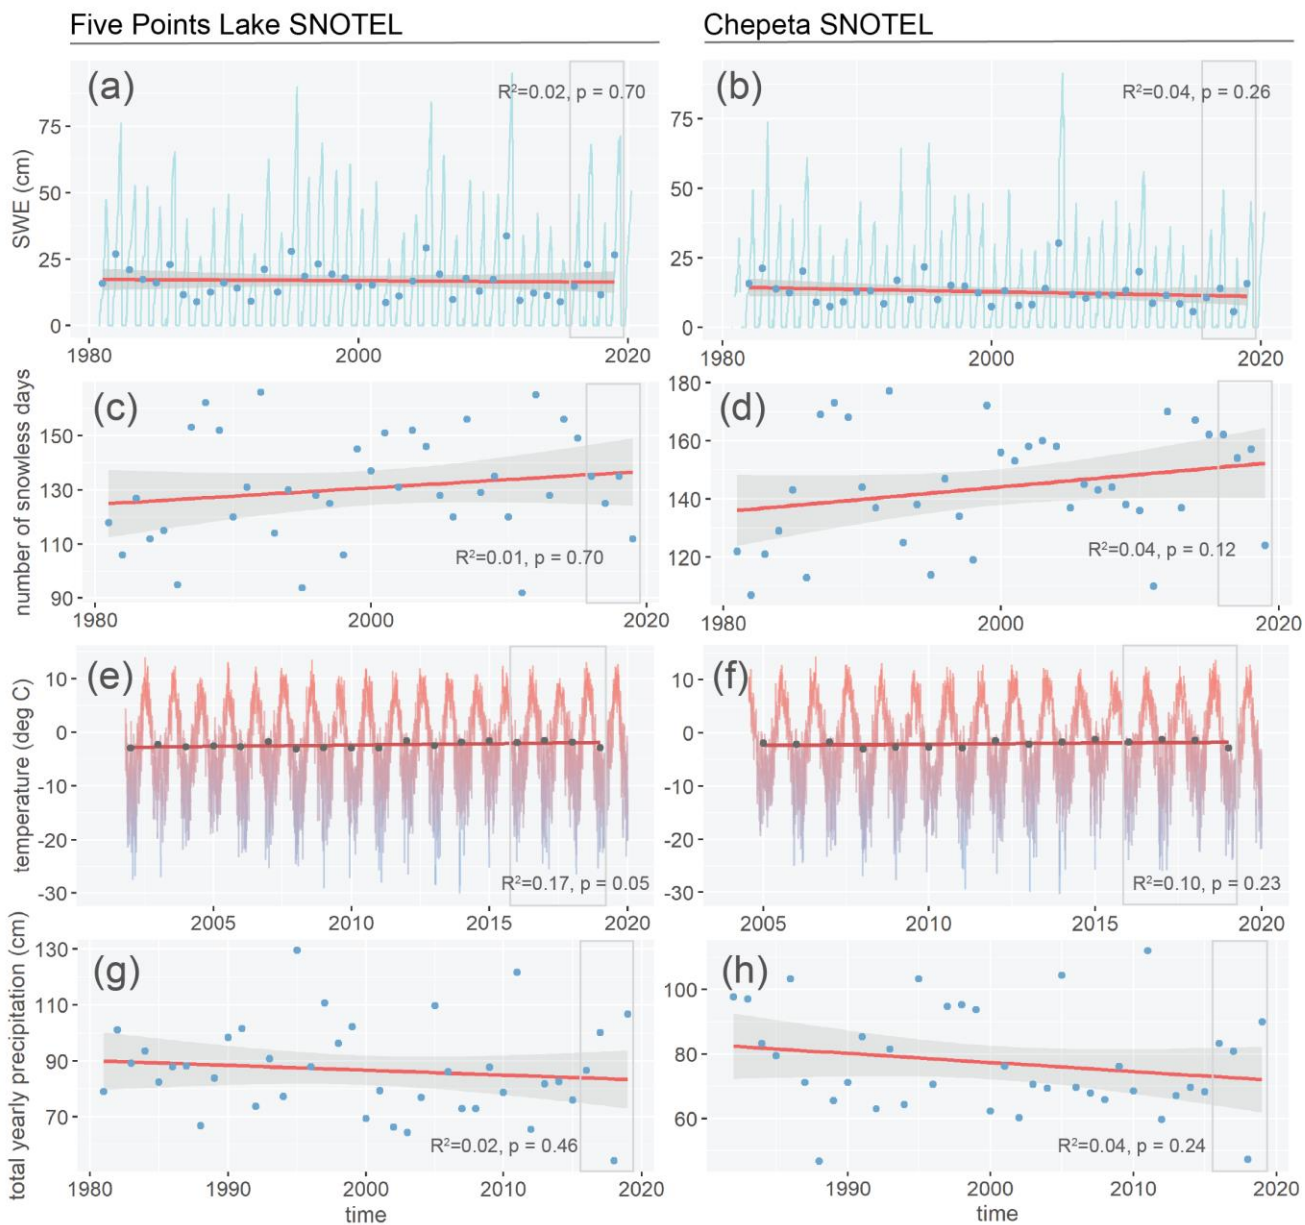 Five Points Lake SNOTEL
Chepeta SNOTEL
(a)
R²=0.02, p = 0.70
75
50
25
0
SWE (cm)
1980
2000
2020
(b)
R²=0.04, p = 0.26
75
50
25
0
1980
2000
2020
(c)
150
130
110
90
number of snowless days
R²=0.01, p = 0.70
1980
2000
2020
(d)
180
160
140
120
R²=0.04, p = 0.12
1980
2000
2020
(e)
10
0
-10
-20
-30
temperature (deg C)
R²=0.17, p = 0.05
2005
2010
2015
2020
(f)
10
0
-10
-20
-30
R²=0.10, p = 0.23
2005
2010
2015
2020
(g)
130
110
90
70
total yearly precipitation (cm)
R²=0.02, p = 0.46
1980
1990
2000
2010
2020
time
(h)
100
80
60
R²=0.04, p = 0.24
1990
2000
2010
2020
time